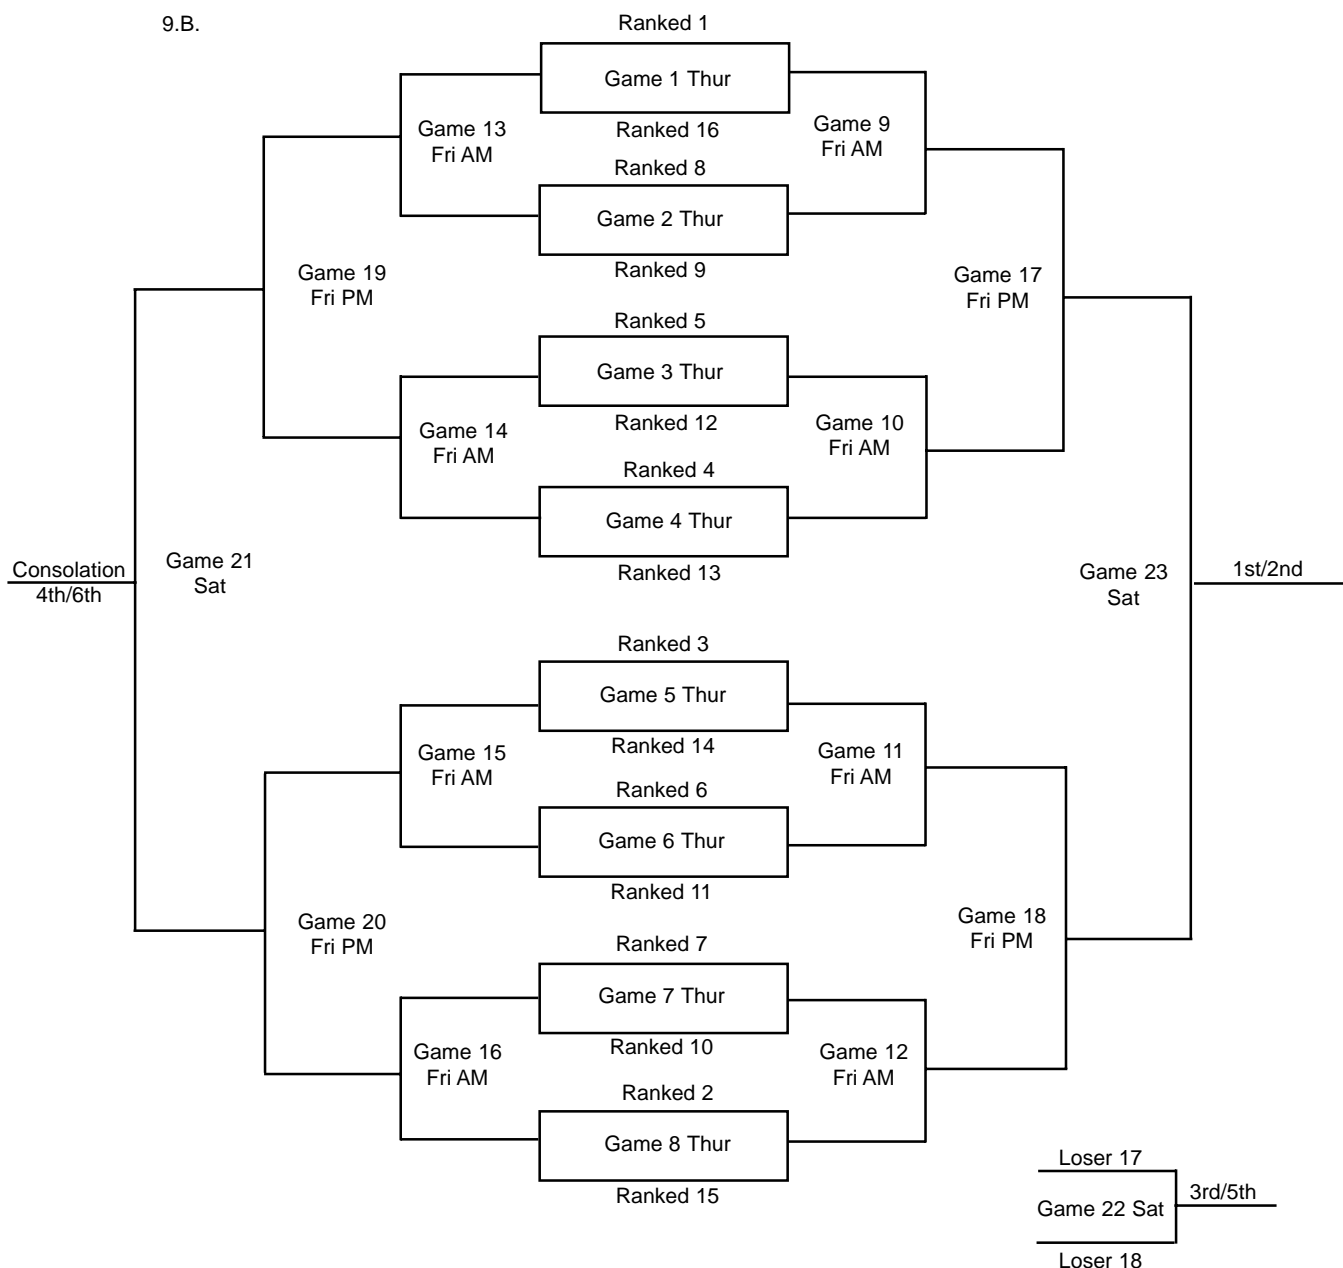 9.B.
Ranked 1
Game 1 Thur
Ranked 16
Game 13
Fri AM
Game 9
Fri AM
Ranked 8
Game 2 Thur
Ranked 9
Game 19
Fri PM
Game 17
Fri PM
Ranked 5
Game 3 Thur
Ranked 12
Game 14
Fri AM
Game 10
Fri AM
Ranked 4
Game 4 Thur
Ranked 13
Consolation
4th/6th
Game 21
Sat
Game 23
Sat
1st/2nd
Ranked 3
Game 5 Thur
Ranked 14
Game 15
Fri AM
Game 11
Fri AM
Ranked 6
Game 6 Thur
Ranked 11
Game 20
Fri PM
Game 18
Fri PM
Ranked 7
Game 7 Thur
Ranked 10
Game 16
Fri AM
Game 12
Fri AM
Ranked 2
Game 8 Thur
Ranked 15
Loser 17
Game 22 Sat
3rd/5th
Loser 18